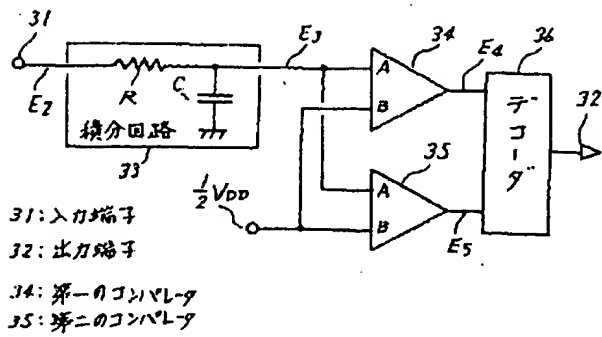 31
E2
R
C
積分回路
33
E3
A
B
34
E4
A
B
35
E5
36
デコーダ
32
1/2 VDD
31:入力端子
32:出力端子
34:第一のコンパレータ
35:第二のコンパレータ